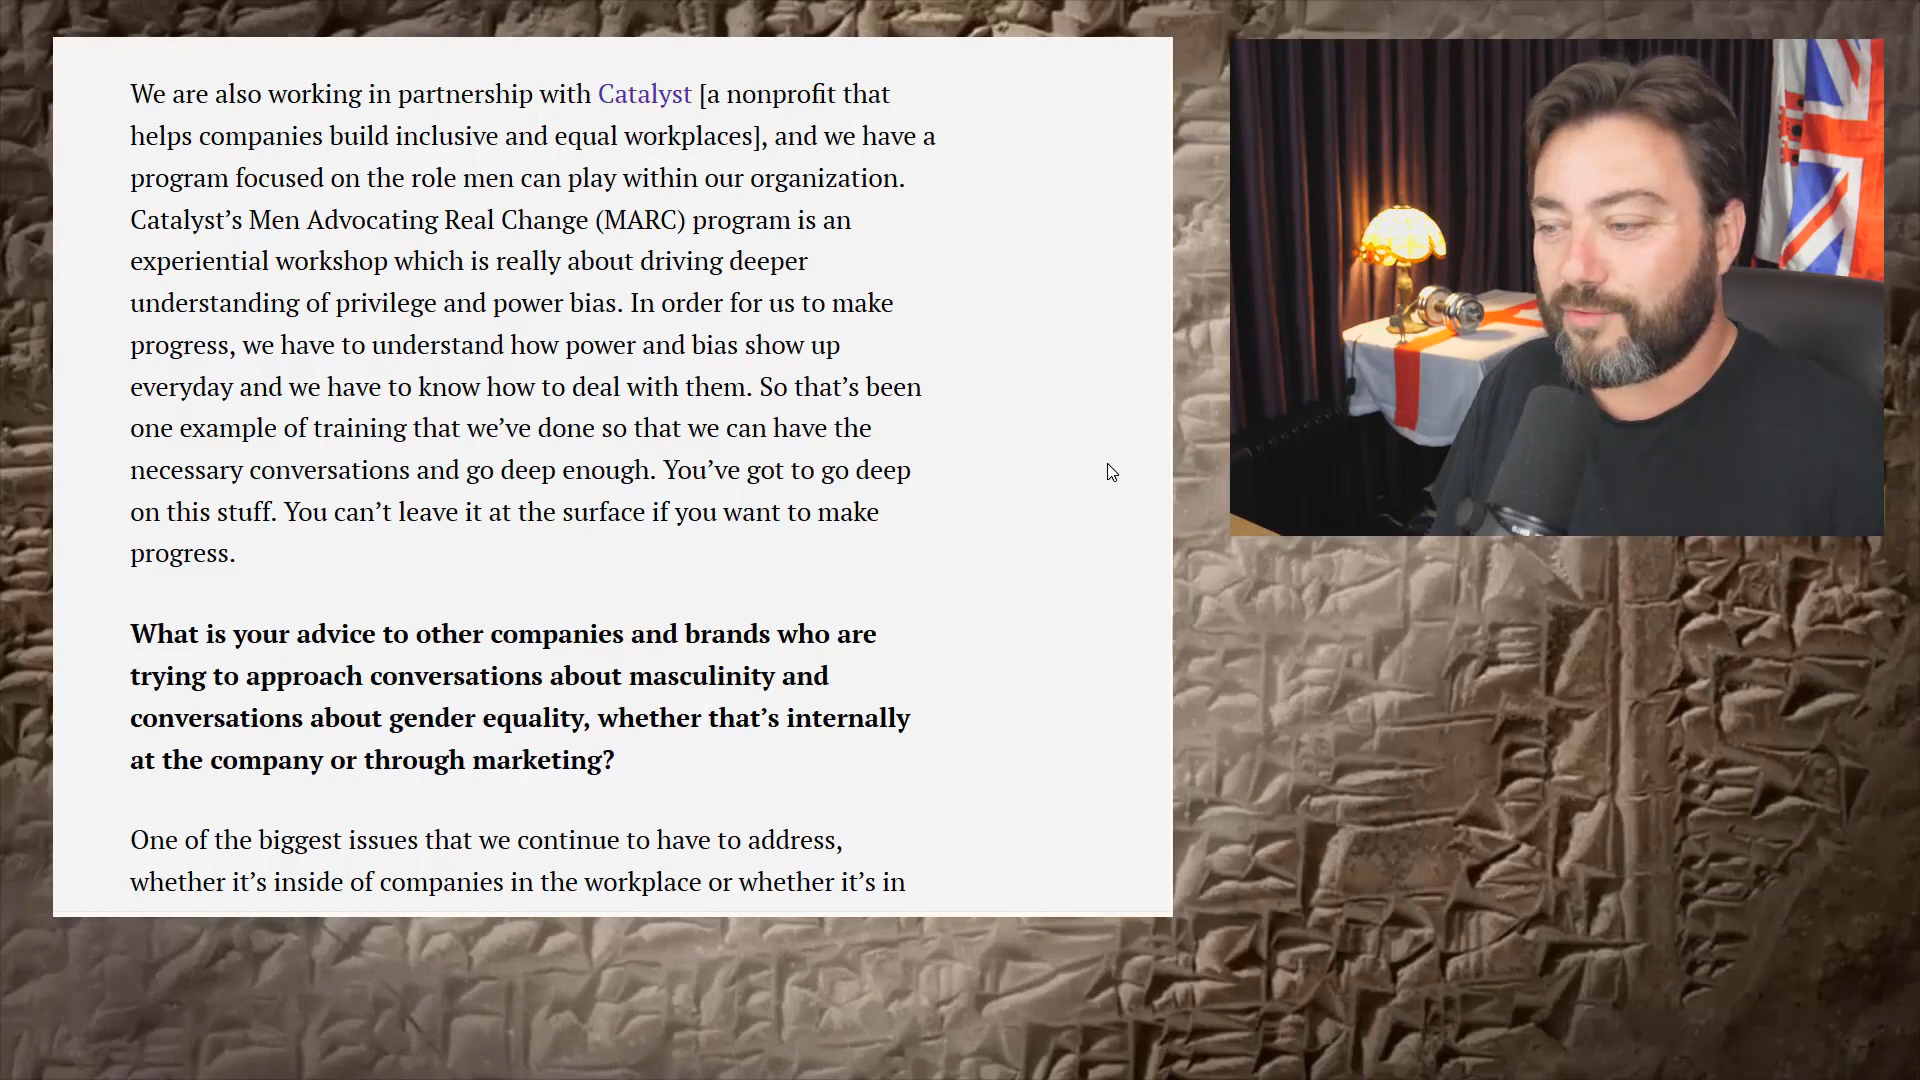 We are also working in partnership with Catalyst [a nonprofit that
helps companies build inclusive and equal workplaces], and we have a
program focused on the role men can play within our organization.
Catalyst’s Men Advocating Real Change (MARC) program is an
experiential workshop which is really about driving deeper
understanding of privilege and power bias. In order for us to make
progress, we have to understand how power and bias show up
everyday and we have to know how to deal with them. So that’s been
one example of training that we’ve done so that we can have the
necessary conversations and go deep enough. You’ve got to go deep
on this stuff. You can’t leave it at the surface if you want to make
progress.
What is your advice to other companies and brands who are
trying to approach conversations about masculinity and
conversations about gender equality, whether that’s internally
at the company or through marketing?
One of the biggest issues that we continue to have to address,
whether it’s inside of companies in the workplace or whether it’s in